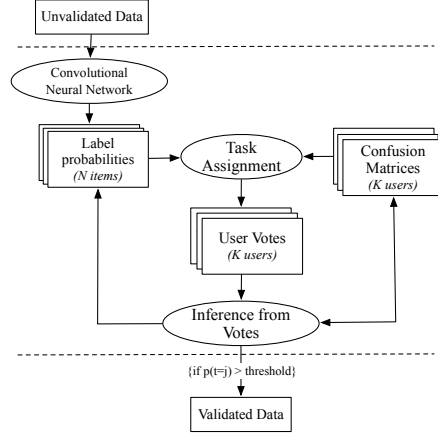 Unvalidated Data
Convolutional
Neural Network
Label
probabilities
(N items)
Task
Assignment
Confusion
Matrices
(K users)
User Votes
(K users)
Inference from
Votes
{if p(t=j) > threshold}
Validated Data